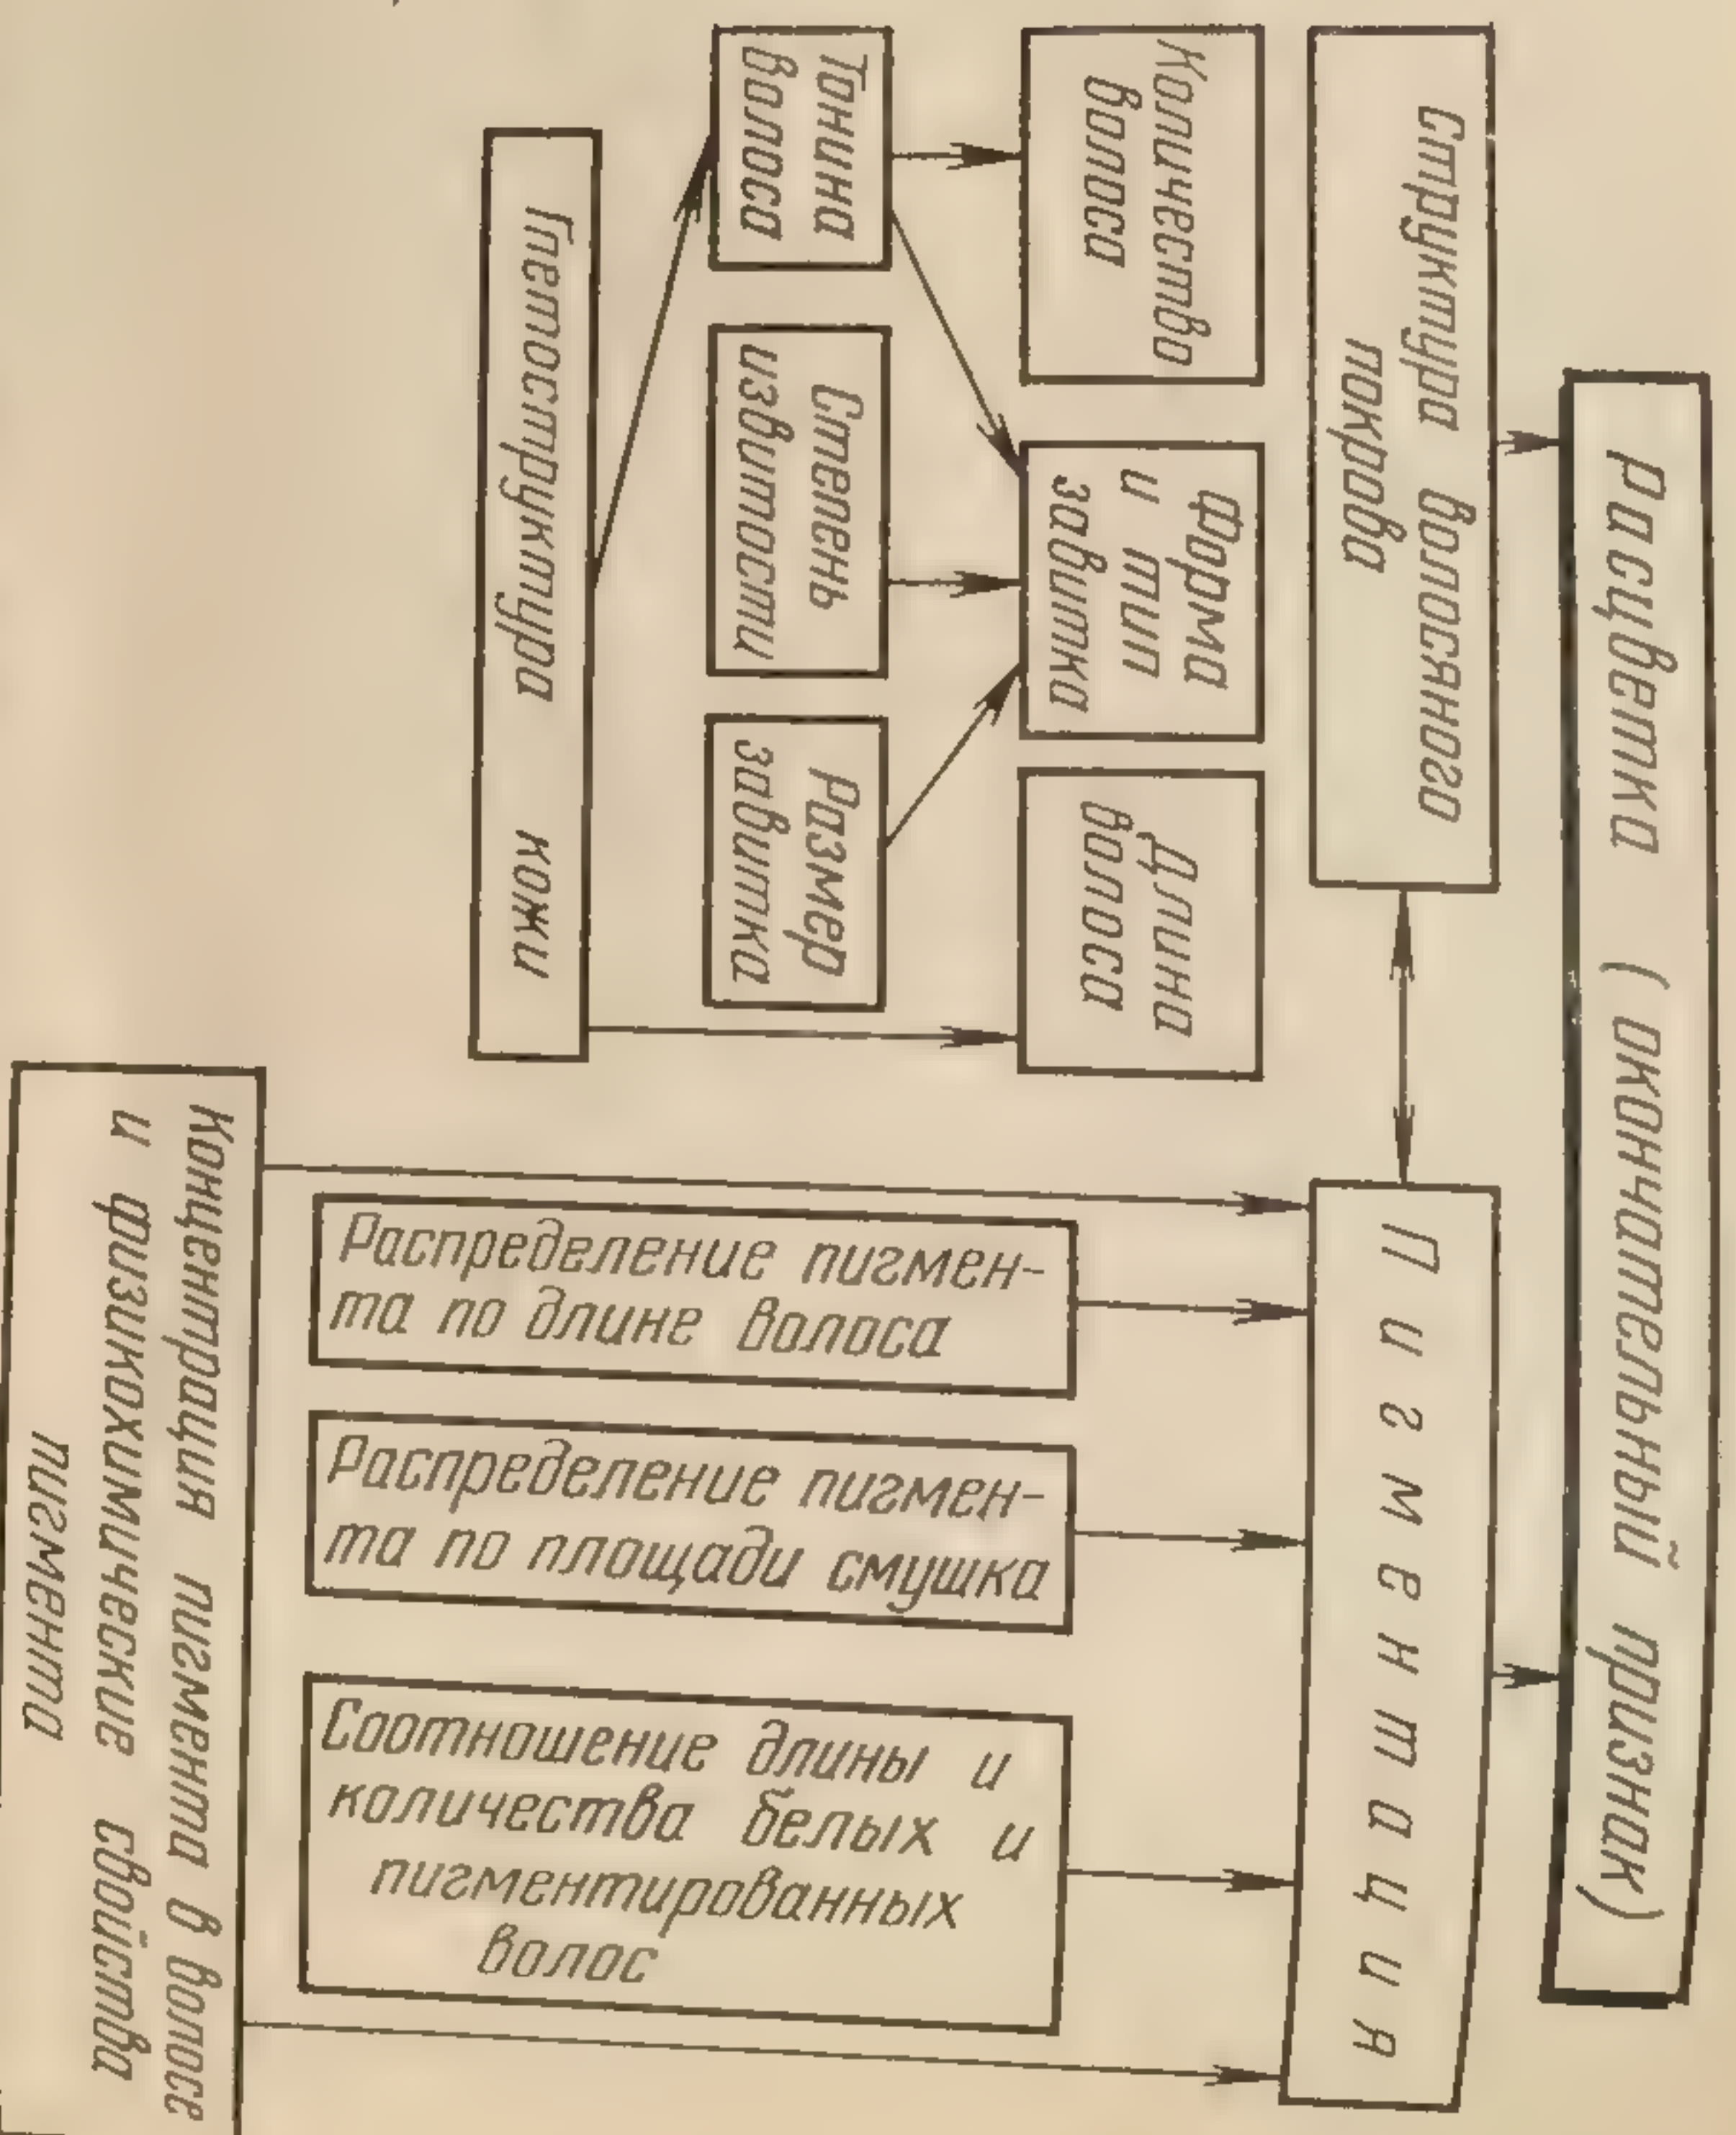 Расцветка (окончательный признак)
Структура волосяного
покрова
Пигментация
Количество
волоса
Форма
и тип
завитка
Длина
волоса
Тонина
волоса
Степень
извитости
Размер
завитка
Гистоструктура кожи
Распределение пигмен-
та по длине волоса
Распределение пигмен-
та по площади смушка
Соотношение длины и
количества белых и
пигментированных
волос
Концентрация пигмента в волосе
и физикохимические свойства
пигмента